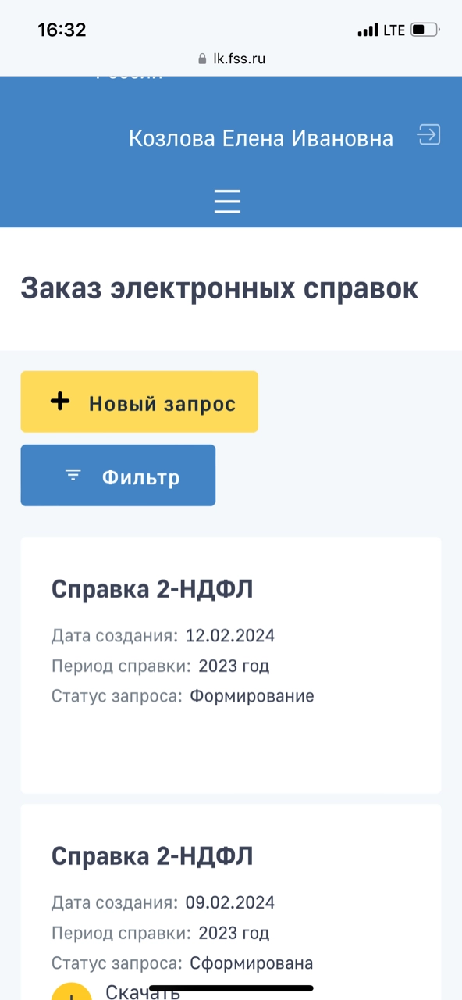 16:32
LTE
lk.fss.ru
России
Козлова Елена Ивановна
Заказ электронных справок
Новый запрос
Фильтр
Справка 2-НДФЛ
Дата создания: 12.02.2024
Период справки: 2023 год
Статус запроса: Формирование
Справка 2-НДФЛ
Дата создания: 09.02.2024
Период справки: 2023 год
Статус запроса: Сформирована
Скачать